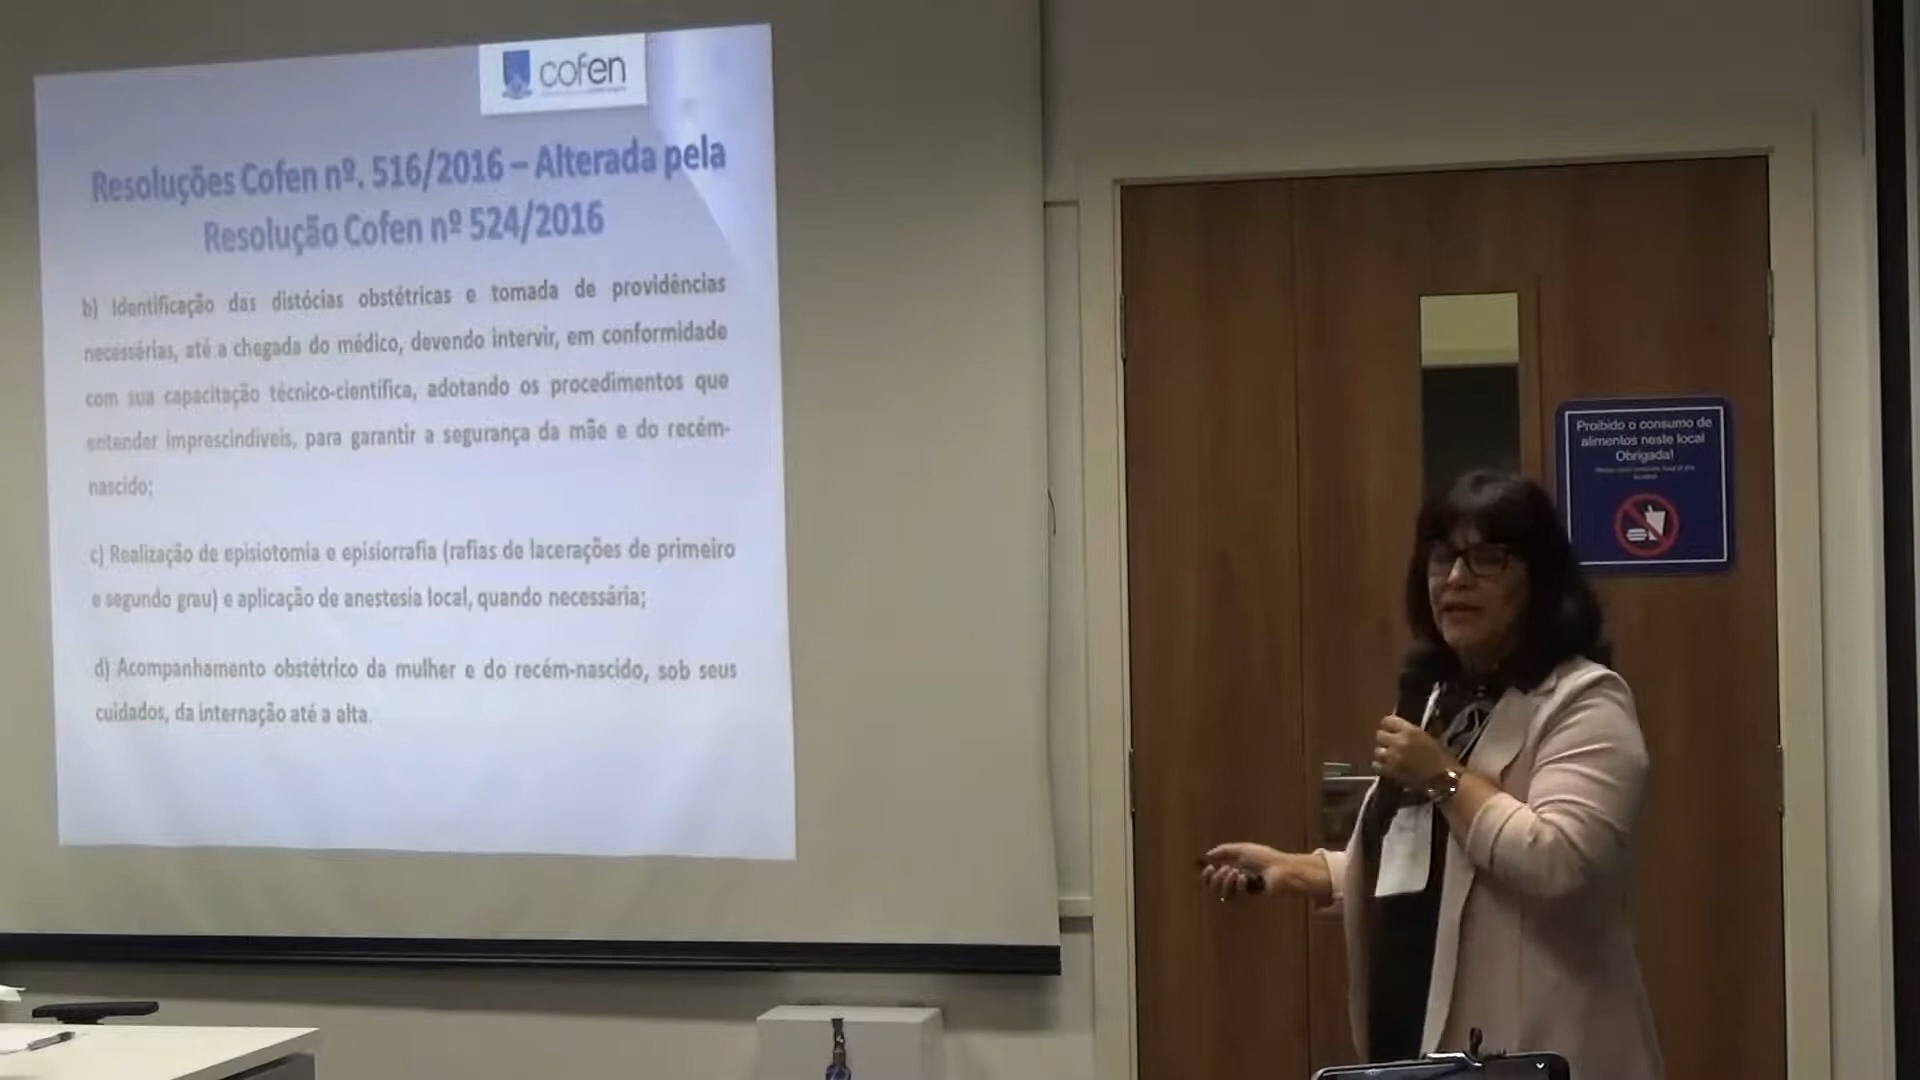 cofen
Resoluções Cofen nº. 516/2016 – Alterada pela
Resolução Cofen nº 524/2016
b) Identificação das distócias obstétricas e tomada de providências
necessárias, até a chegada do médico, devendo intervir, em conformidade
com sua capacitação técnico-científica, adotando os procedimentos que
entender imprescindíveis, para garantir a segurança da mãe e do recém-
nascido;
c) Realização de episiotomia e episiorrafia (rafias de lacerações de primeiro
e segundo grau) e aplicação de anestesia local, quando necessária;
d) Acompanhamento obstétrico da mulher e do recém-nascido, sob seus
cuidados, da internação até a alta.
Proibido o consumo de
alimentos neste local
Obrigada!